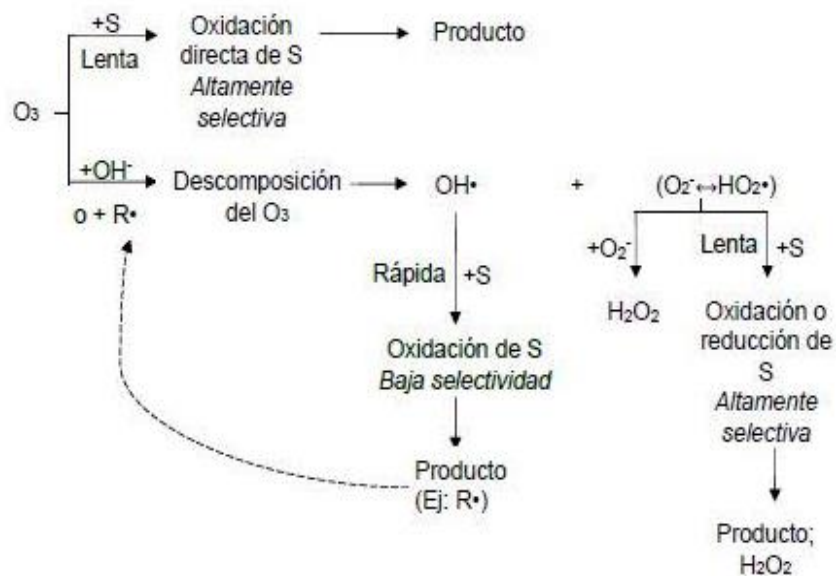 +S
Lenta
Oxidación
directa de S
Altamente
selectiva
Producto
O₃
+OH⁻
o + R•
Descomposición
del O₃
OH•
+
(O₂⁻↔HO₂•)
Rápida
+S
+O₂⁻
Lenta
+S
H₂O₂
Oxidación o
reducción de
S
Altamente
selectiva
Oxidación de S
Baja selectividad
Producto
(Ej: R•)
Producto;
H₂O₂